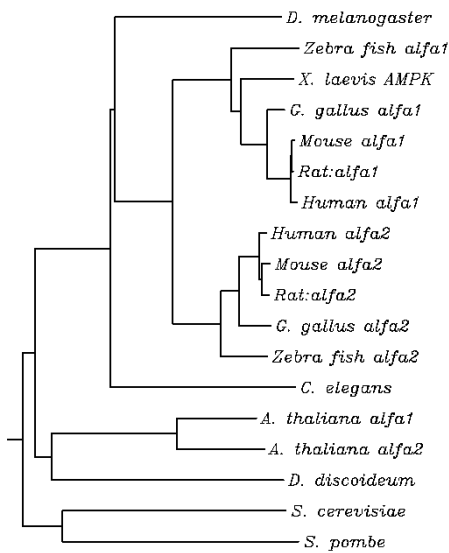 D. melanogaster
Zebra fish alfa1
X. laevis AMPK
G. gallus alfa1
Mouse alfa1
Rat:alfa1
Human alfa1
Human alfa2
Mouse alfa2
Rat:alfa2
G. gallus alfa2
Zebra fish alfa2
C. elegans
A. thaliana alfa1
A. thaliana alfa2
D. discoideum
S. cerevisiae
S. pombe